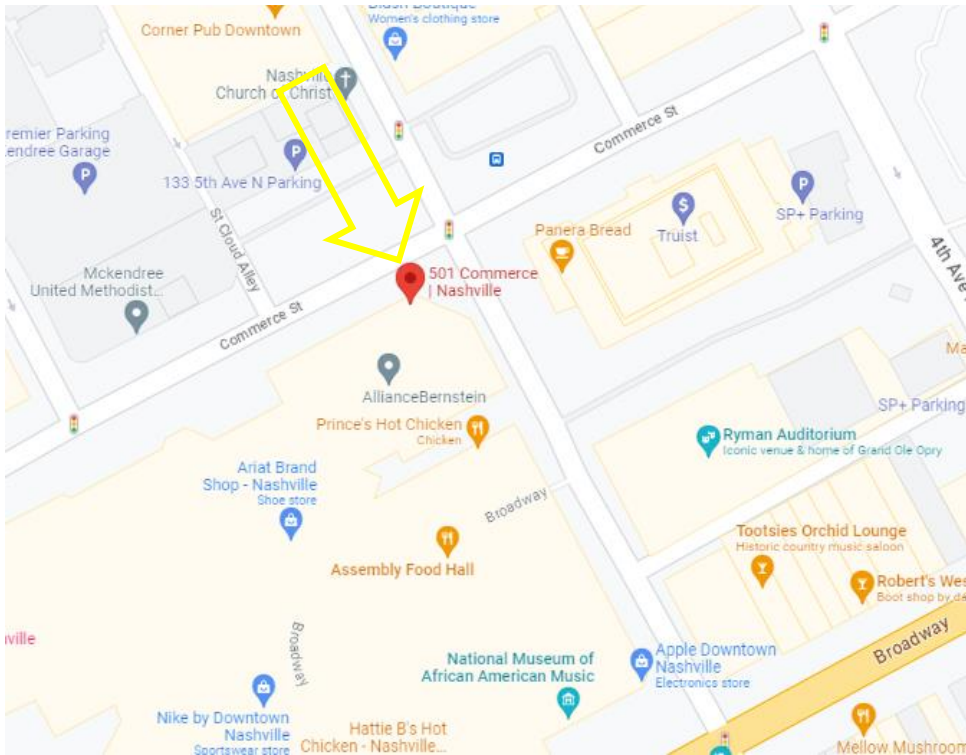 Women's clothing store
Corner Pub Downtown
Nashville
Church of Christ
Premier Parking
133 5th Ave N Parking
St Cloud Alley
Commerce St
Panera Bread
Truist
SP+ Parking
4th Ave
501 Commerce
| Nashville
Mckendree
United Methodist...
Commerce St
AllianceBernstein
Prince's Hot Chicken
Chicken
SP+ Parking
Ryman Auditorium
Iconic venue & home of Grand Ole Opry
Ariat Brand
Shop - Nashville
Shoe store
Broadway
Assembly Food Hall
Tootsies Orchid Lounge
Historic country music saloon
Robert's Wes
Boot shop by da
Broadway
Broadway
National Museum of
African American Music
Apple Downtown
Nashville
Electronics store
Nike by Downtown
Nashville
Sportswear store
Hattie B's Hot
Chicken - Nashville...
Mellow Mushroom